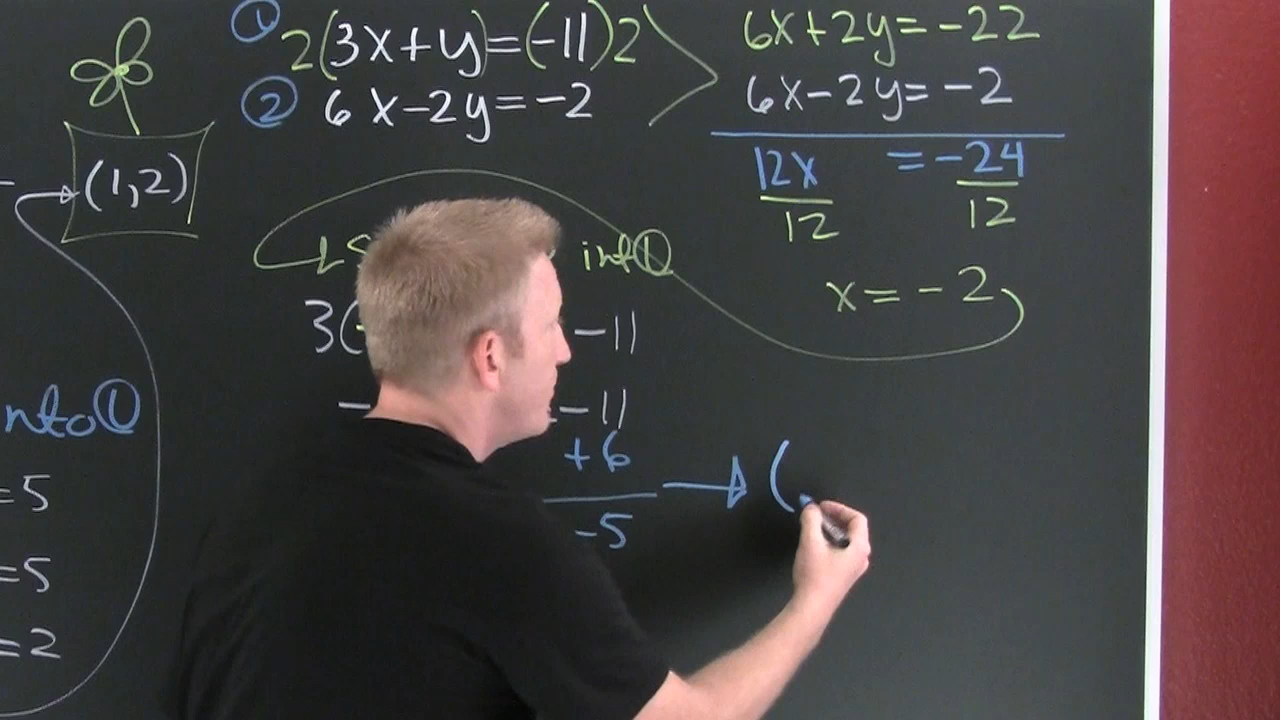 ① 2(3x+y)=(-11)2
② 6x-2y=-2
6x+2y=-22
6x-2y=-2
12x = -24
12 12
x = -2
(1,2)
into①
=5
=5
=2
into①
3( -11
- -11
+6
-5 → (